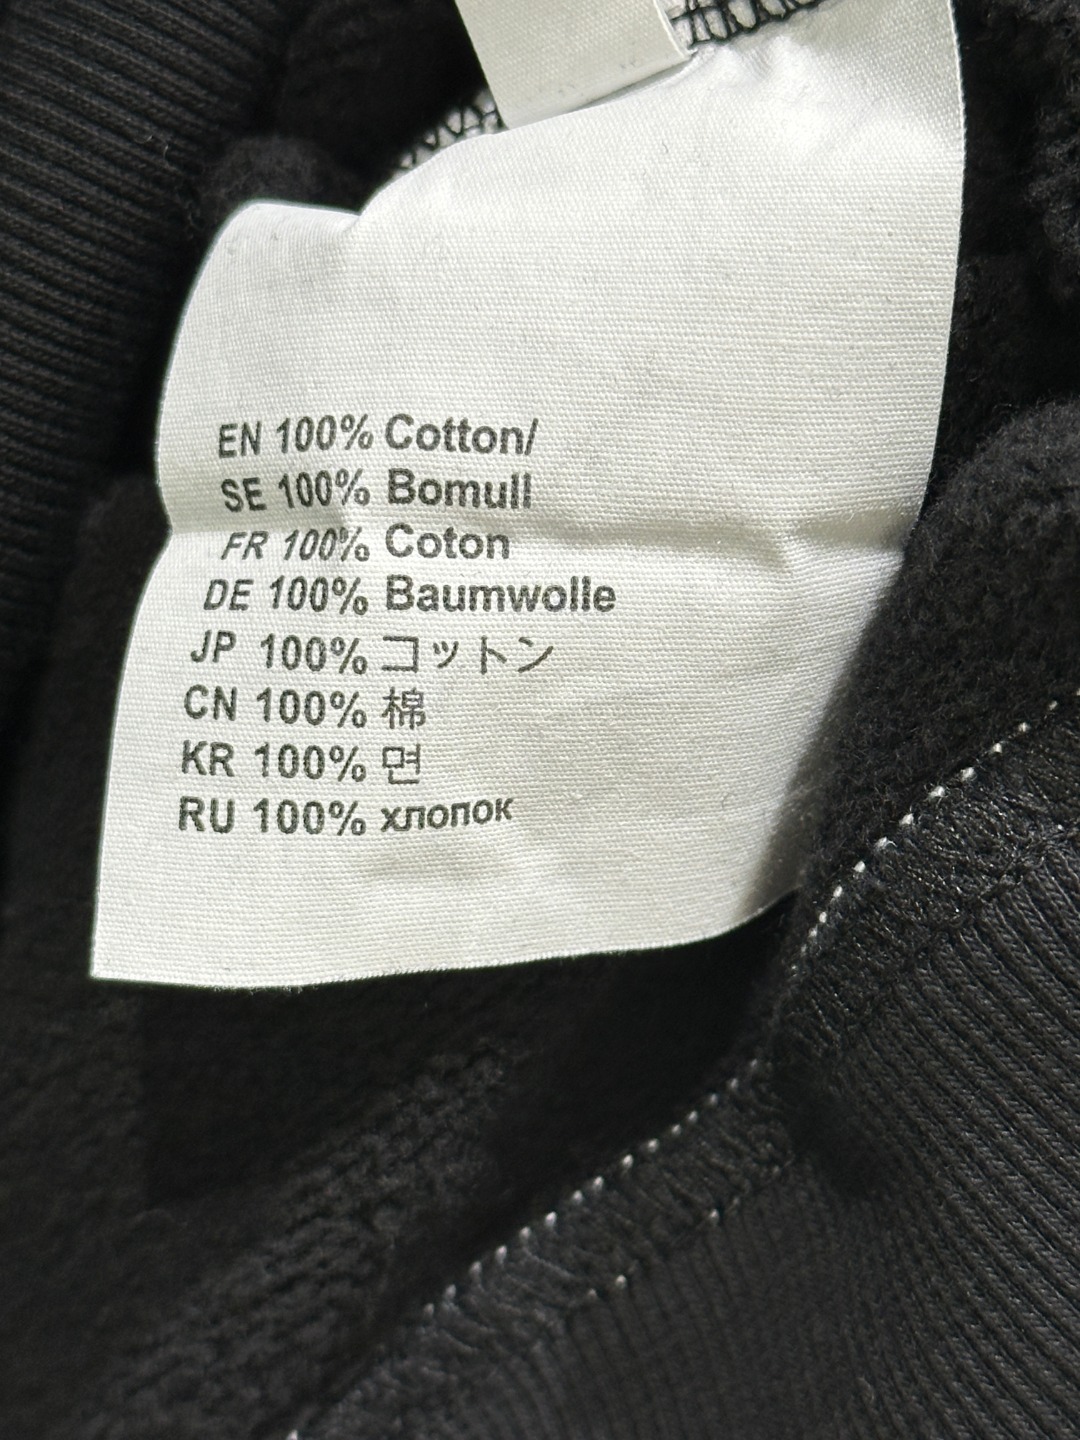 EN 100% Cotton/
SE 100% Bomull
FR 100% Coton
DE 100% Baumwolle
JP 100% コットン
CN 100% 棉
KR 100% 면
RU 100% хлопок